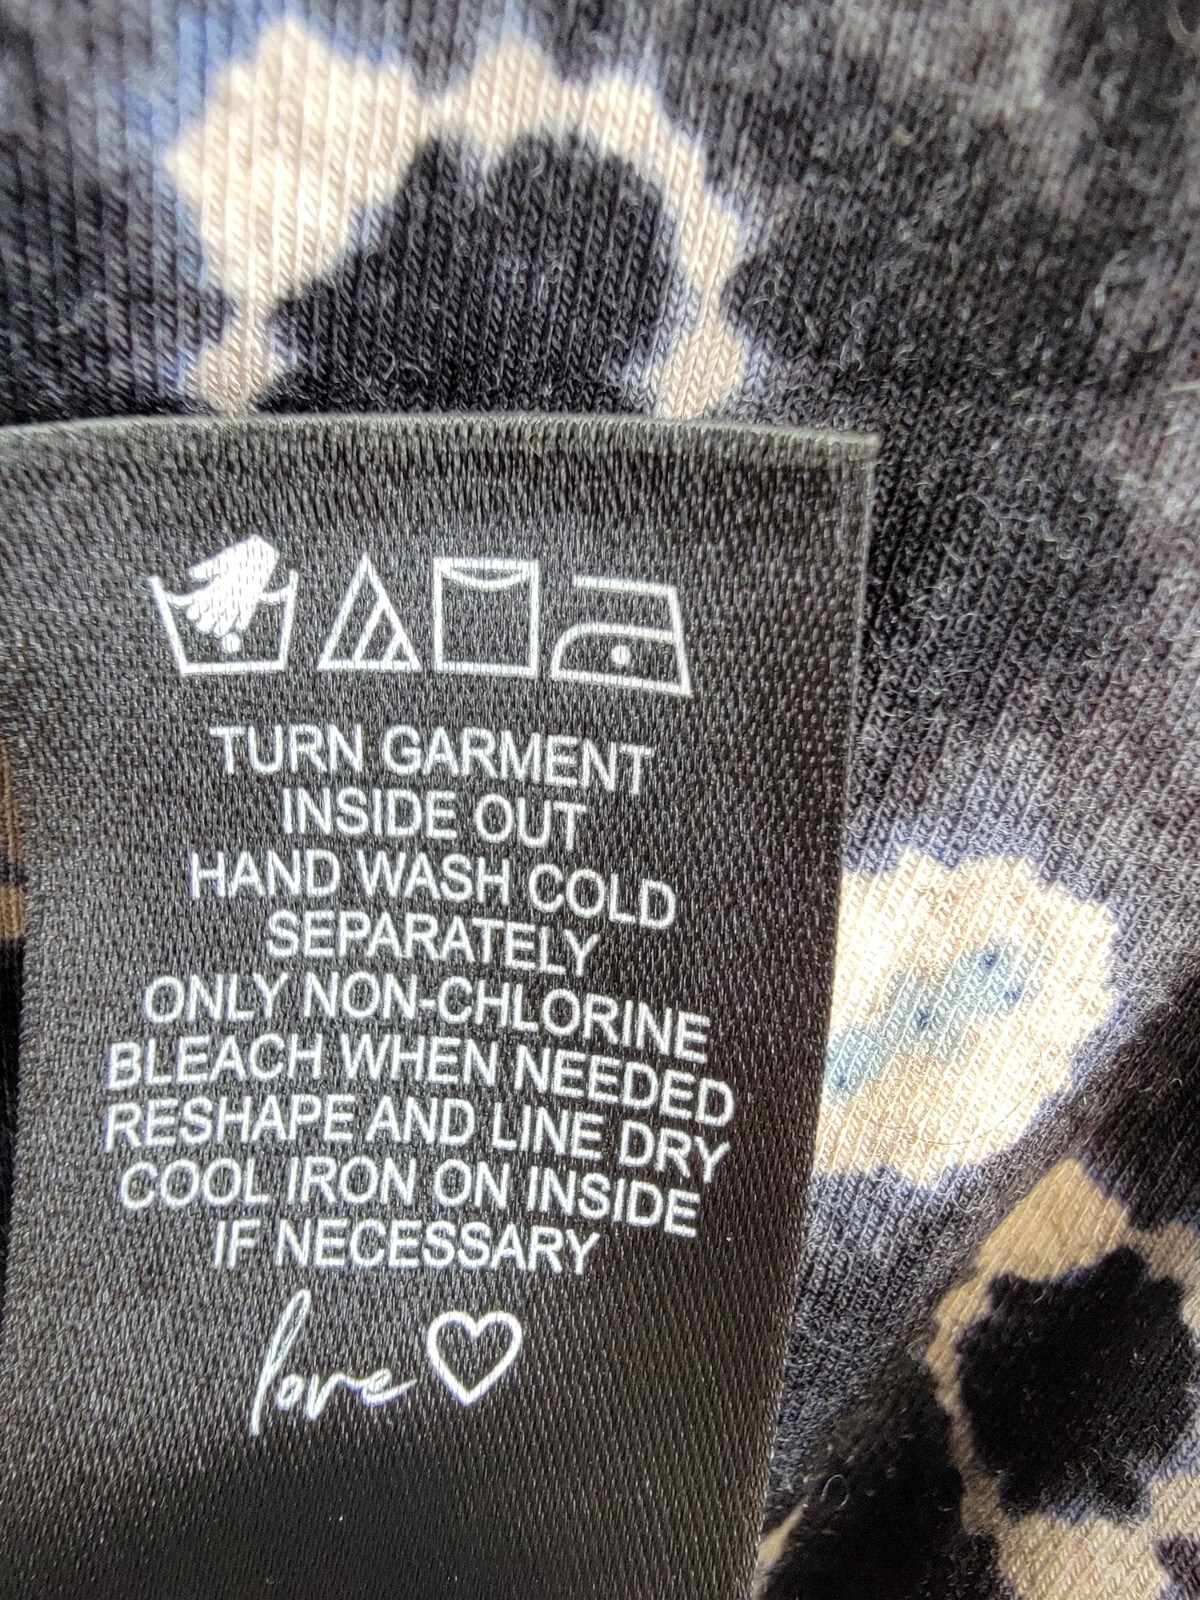 TURN GARMENT
INSIDE OUT
HAND WASH COLD
SEPARATELY
ONLY NON-CHLORINE
BLEACH WHEN NEEDED
RESHAPE AND LINE DRY
COOL IRON ON INSIDE
IF NECESSARY
love